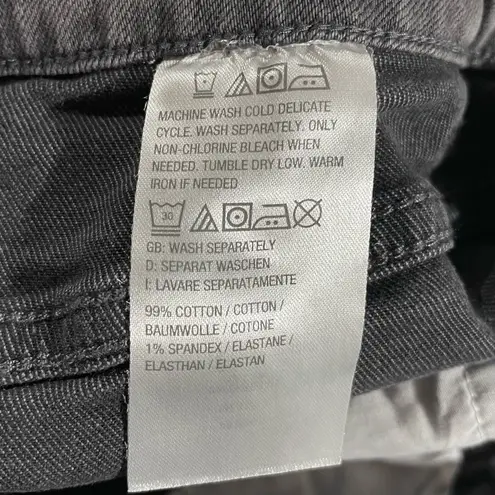 MACHINE WASH COLD DELICATE
CYCLE. WASH SEPARATELY. ONLY
NON-CHLORINE BLEACH WHEN
NEEDED. TUMBLE DRY LOW. WARM
IRON IF NEEDED
30
GB: WASH SEPARATELY
D: SEPARAT WASCHEN
I: LAVARE SEPARATAMENTE
99% COTTON / COTTON /
BAUMWOLLE / COTONE
1% SPANDEX / ELASTANE /
ELASTHAN / ELASTAN